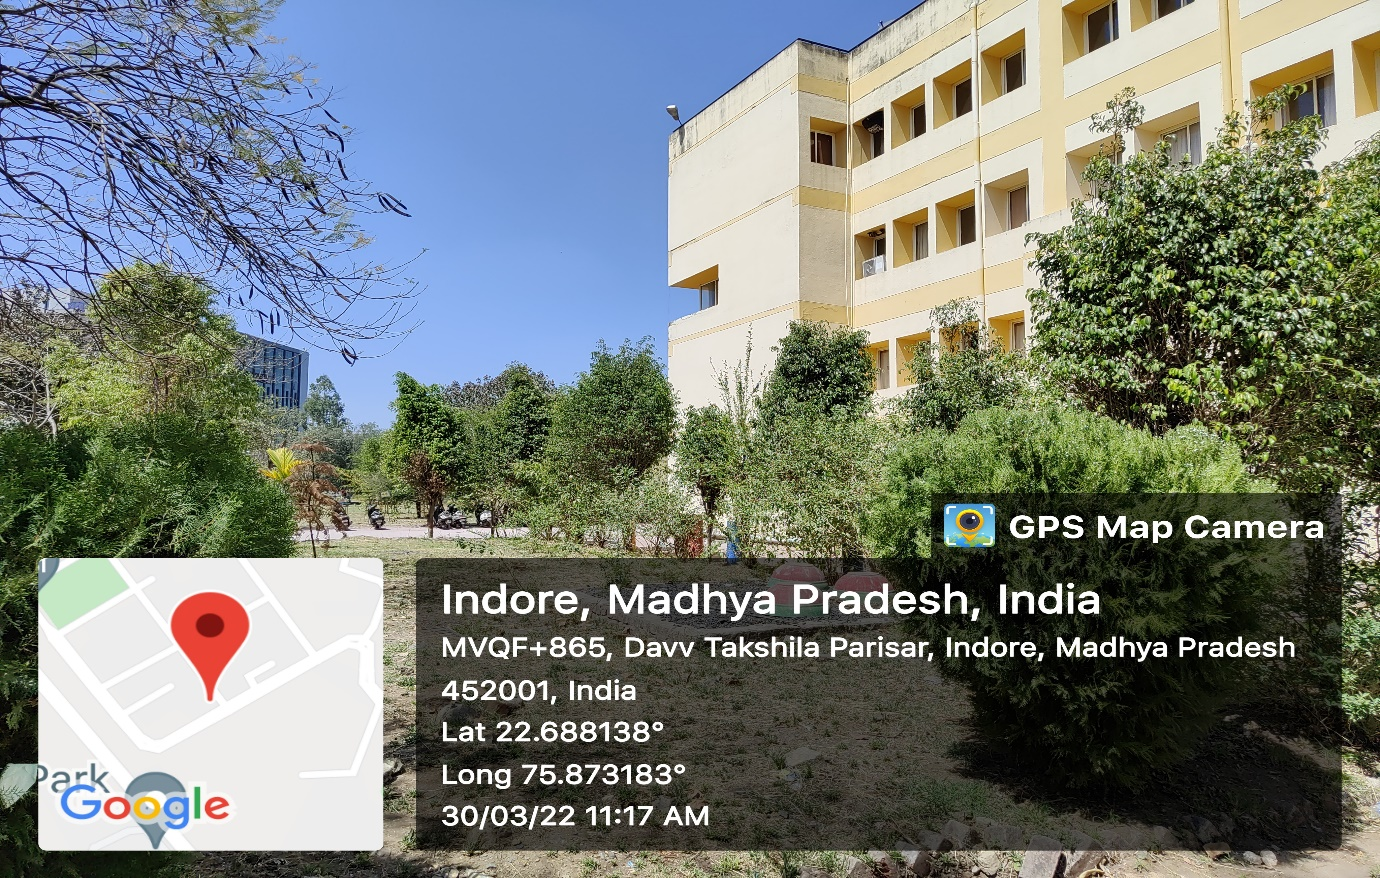 GPS Map Camera
Indore, Madhya Pradesh, India
MVQF+865, Davv Takshila Parisar, Indore, Madhya Pradesh
452001, India
Lat 22.688138°
Long 75.873183°
30/03/22 11:17 AM
Park
Google